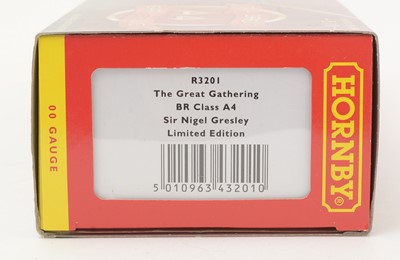 00 GAUGE
R3201
The Great Gathering
BR Class A4
Sir Nigel Gresley
Limited Edition
5 010963 432010
HORNBY®